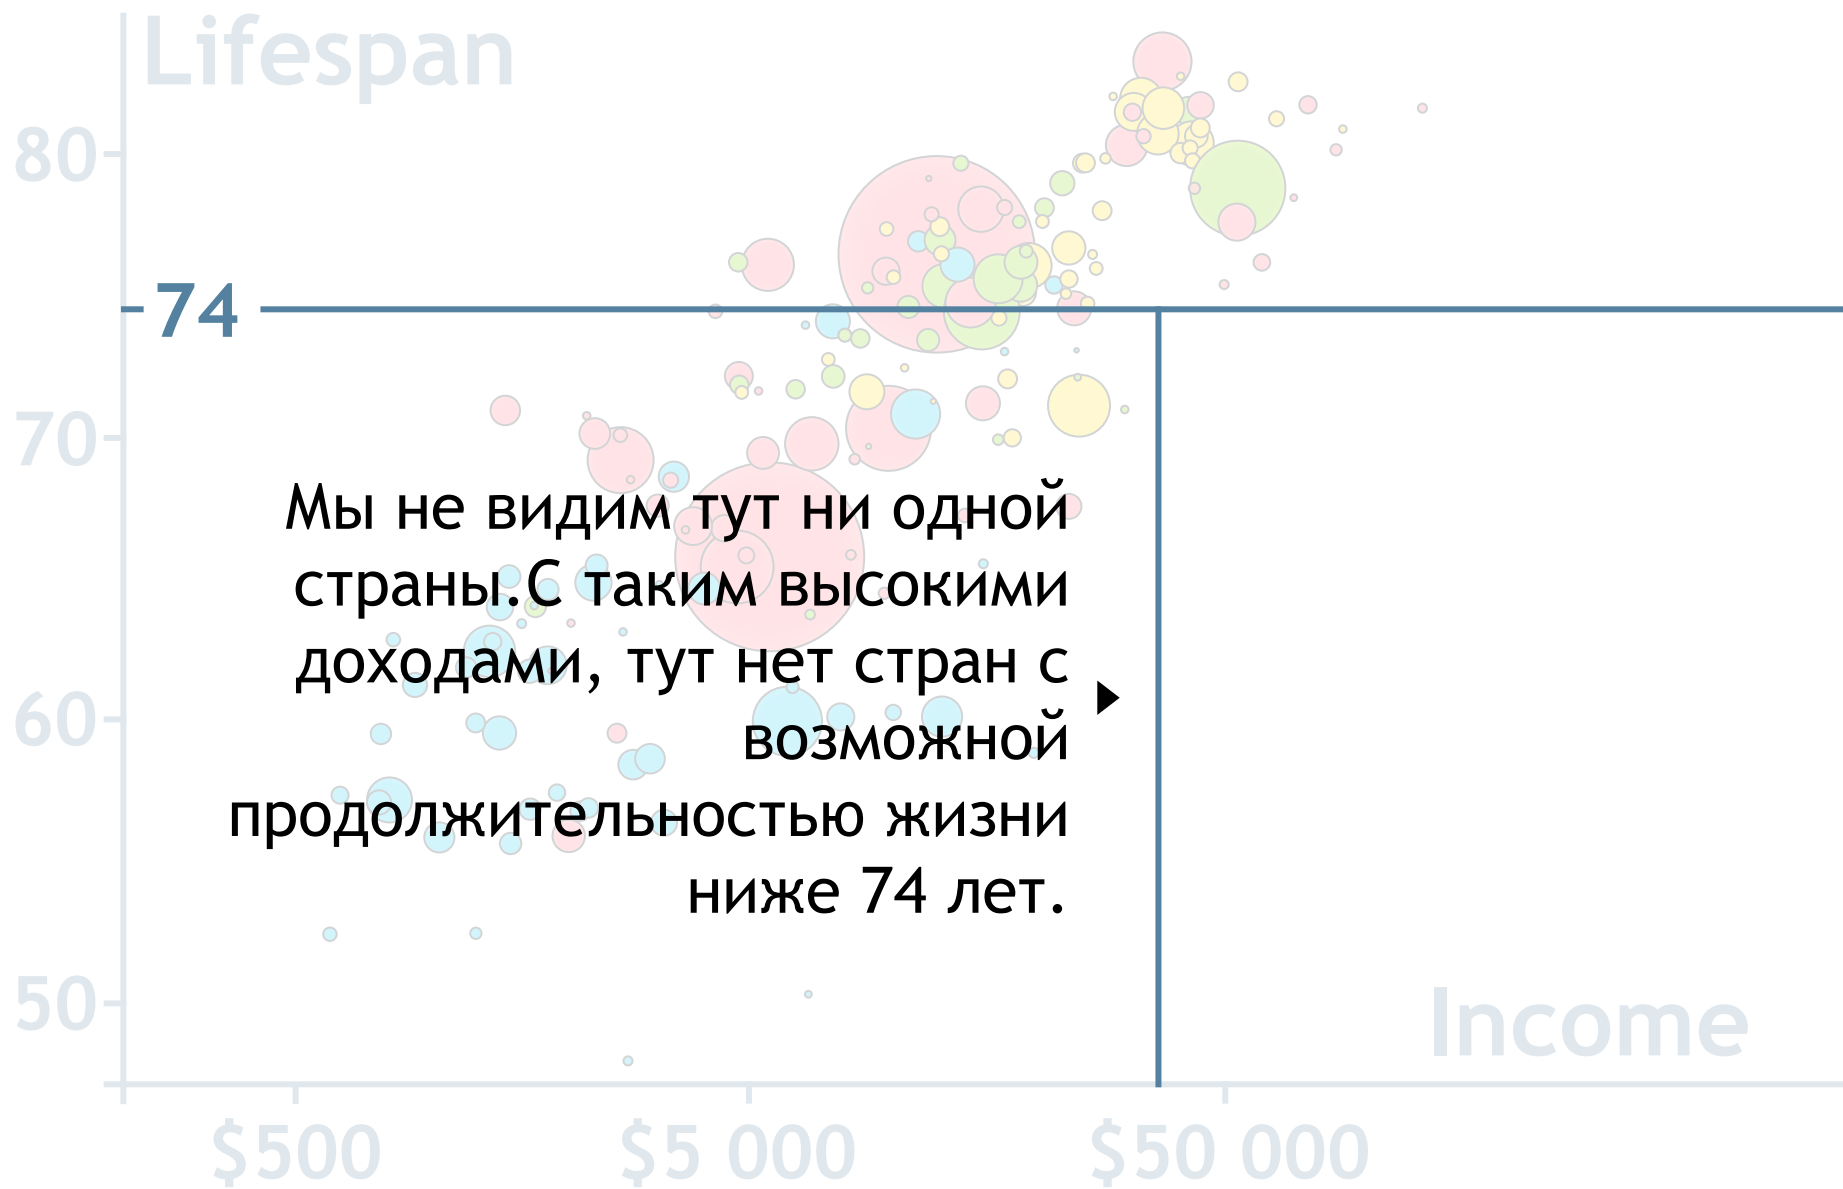 Lifespan
80
74
70
Мы не видим тут ни одной
страны.С таким высокими
доходами, тут нет стран с
возможной
продолжительностью жизни
ниже 74 лет.
60
50
Income
$500
$5 000
$50 000